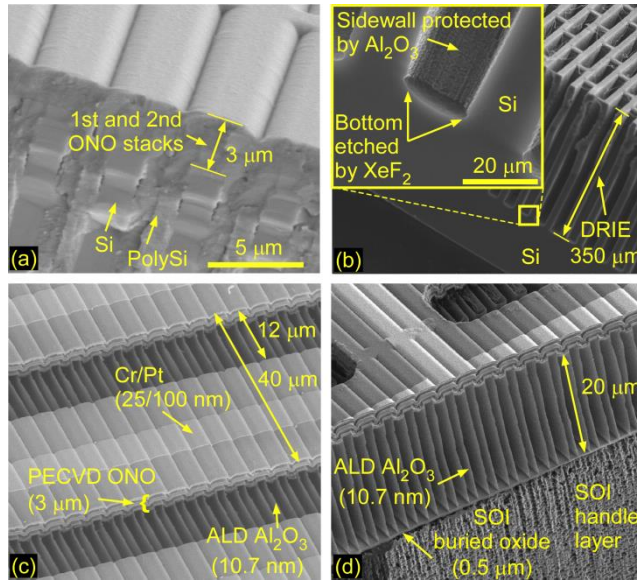 1st and 2nd
ONO stacks
3 μm
Si
PolySi
5 μm
(a)
Sidewall protected
by Al₂O₃
Si
Bottom
etched
by XeF₂
20 μm
DRIE
350 μm
Si
(b)
12 μm
40 μm
Cr/Pt
(25/100 nm)
PECVD ONO
(3 μm)
{
ALD Al₂O₃
(10.7 nm)
(c)
20 μm
ALD Al₂O₃
(10.7 nm)
SOI
handle
layer
SOI
buried oxide
(0.5 μm)
(d)